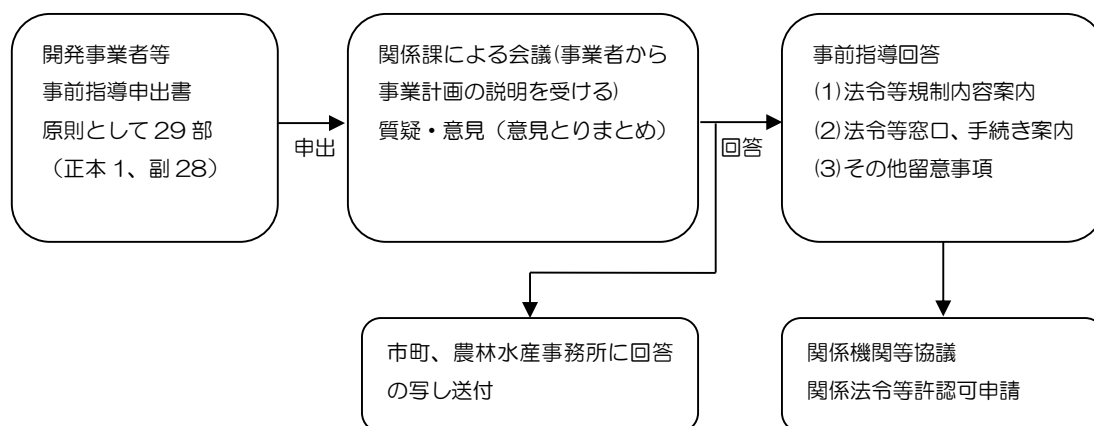 開発事業者等
事前指導申出書
原則として 29 部
(正本 1、副 28)
申出
関係課による会議(事業者から
事業計画の説明を受ける)
質疑・意見(意見とりまとめ)
回答
事前指導回答
(1)法令等規制内容案内
(2)法令等窓口、手続き案内
(3)その他留意事項
市町、農林水産事務所に回答
の写し送付
関係機関等協議
関係法令等許認可申請